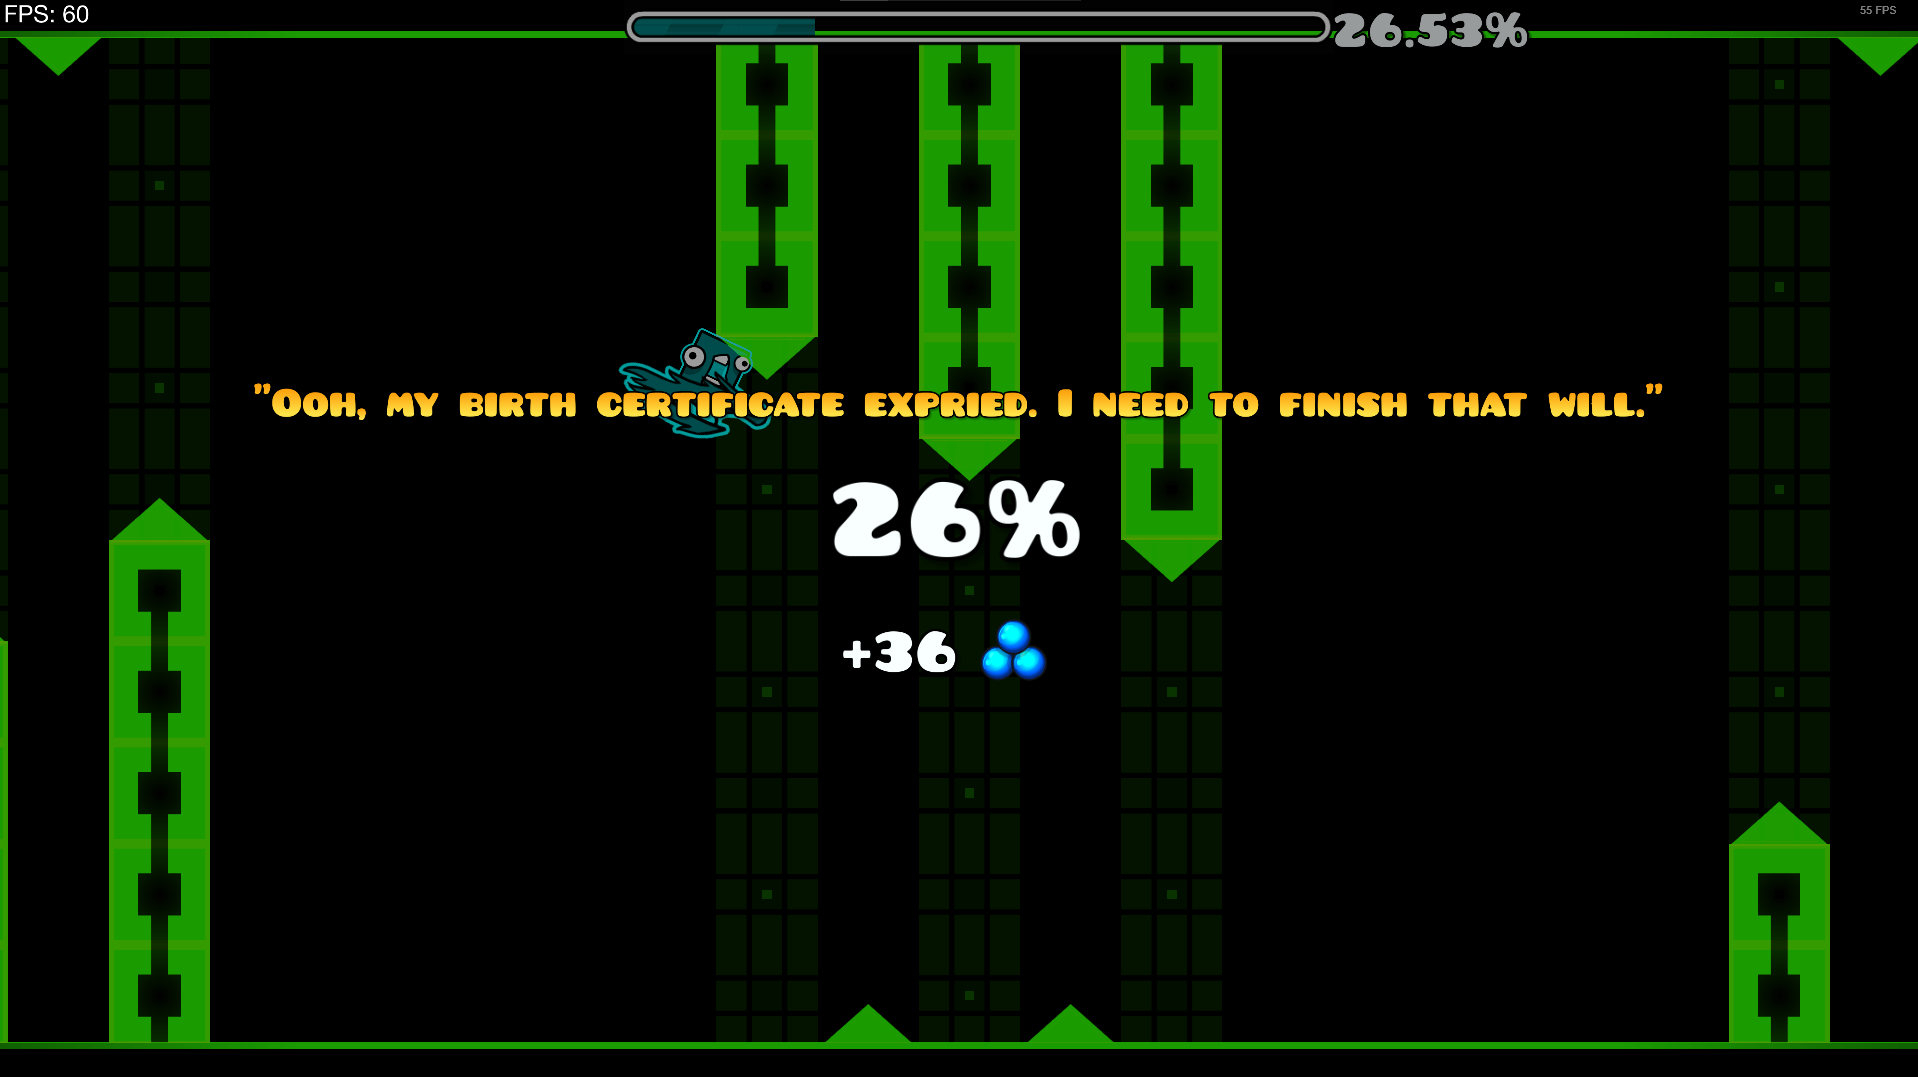 FPS: 60
26.53%
55 FPS
"Ooh, my birth certificate expried. I need to finish that will."
26%
+36